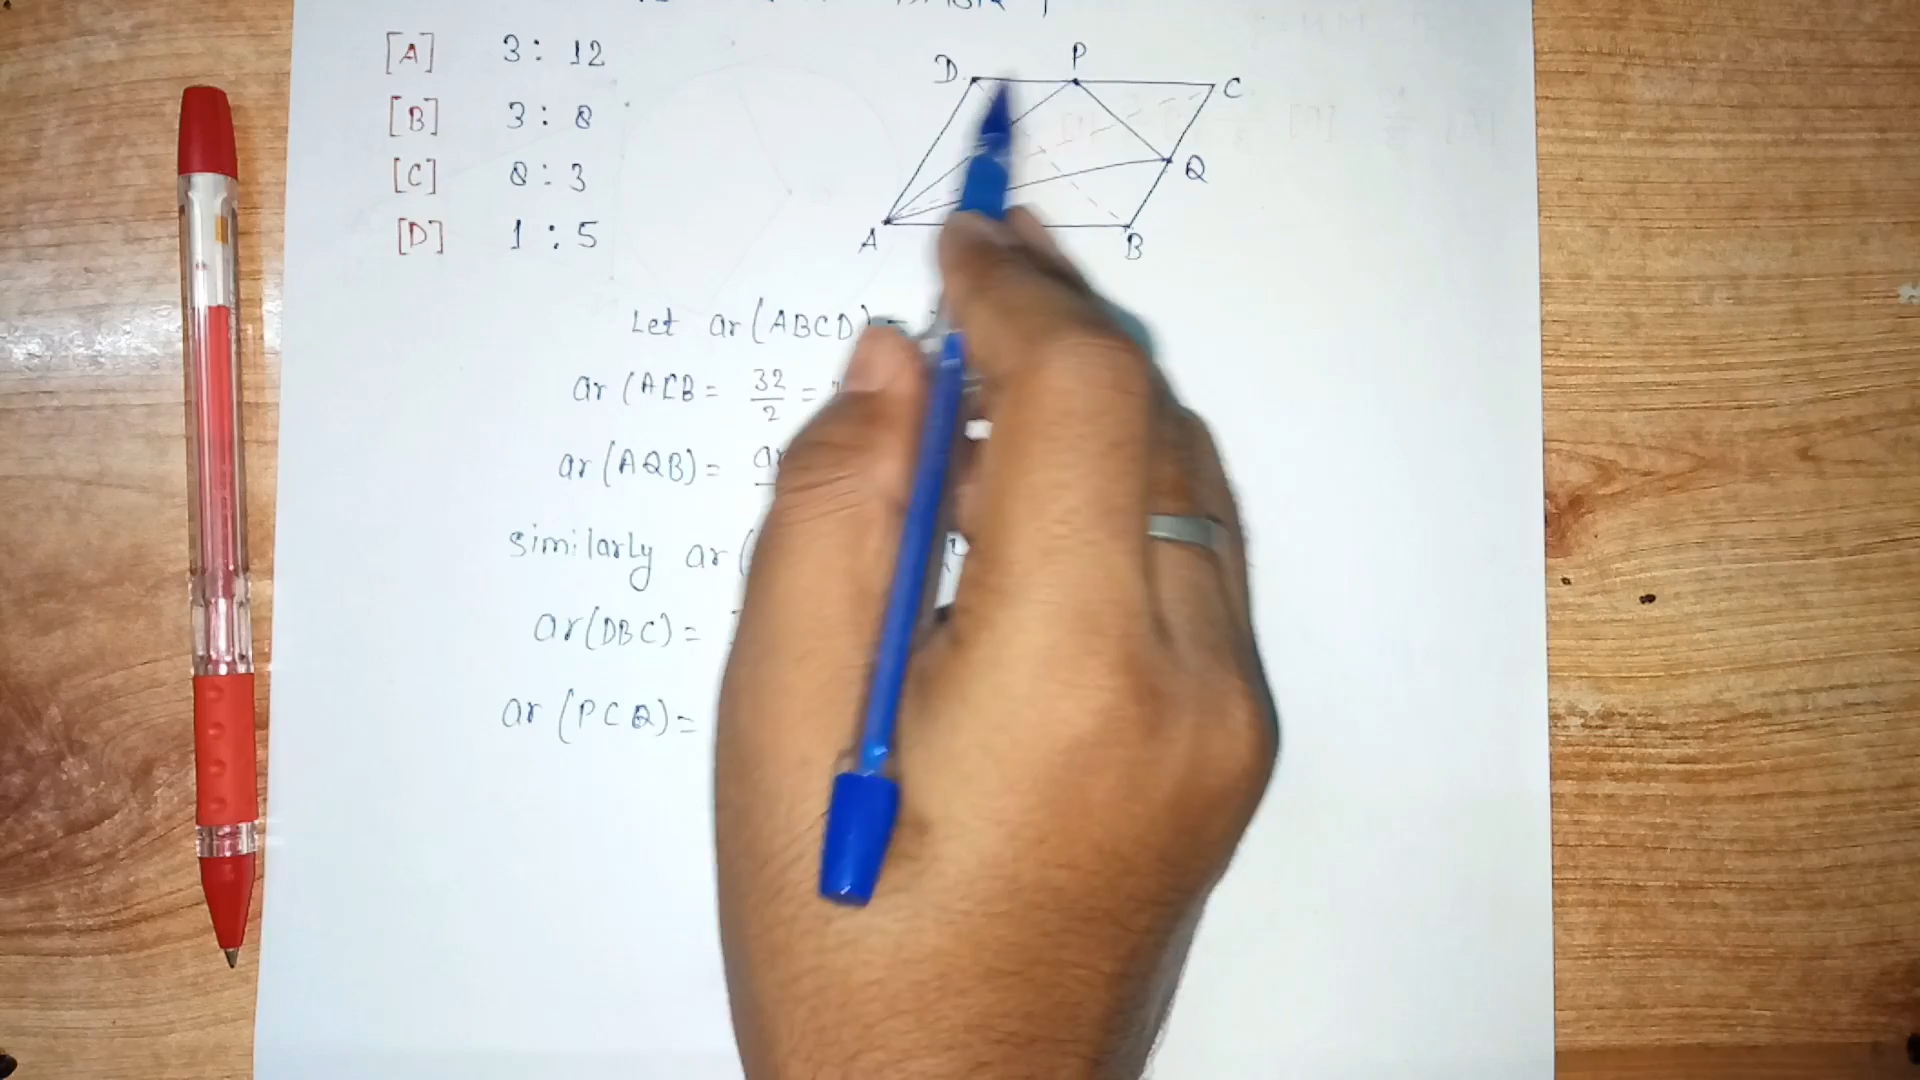 [A] 3 : 12
[B] 3 : 8
[C] 8 : 3
[D] 1 : 5
D P C
Q
A B
Let ar (ABCD) =
ar (ACB = 32/2 =
ar (AQB) =
similarly ar (
ar (DBC) =
ar (PCQ) =